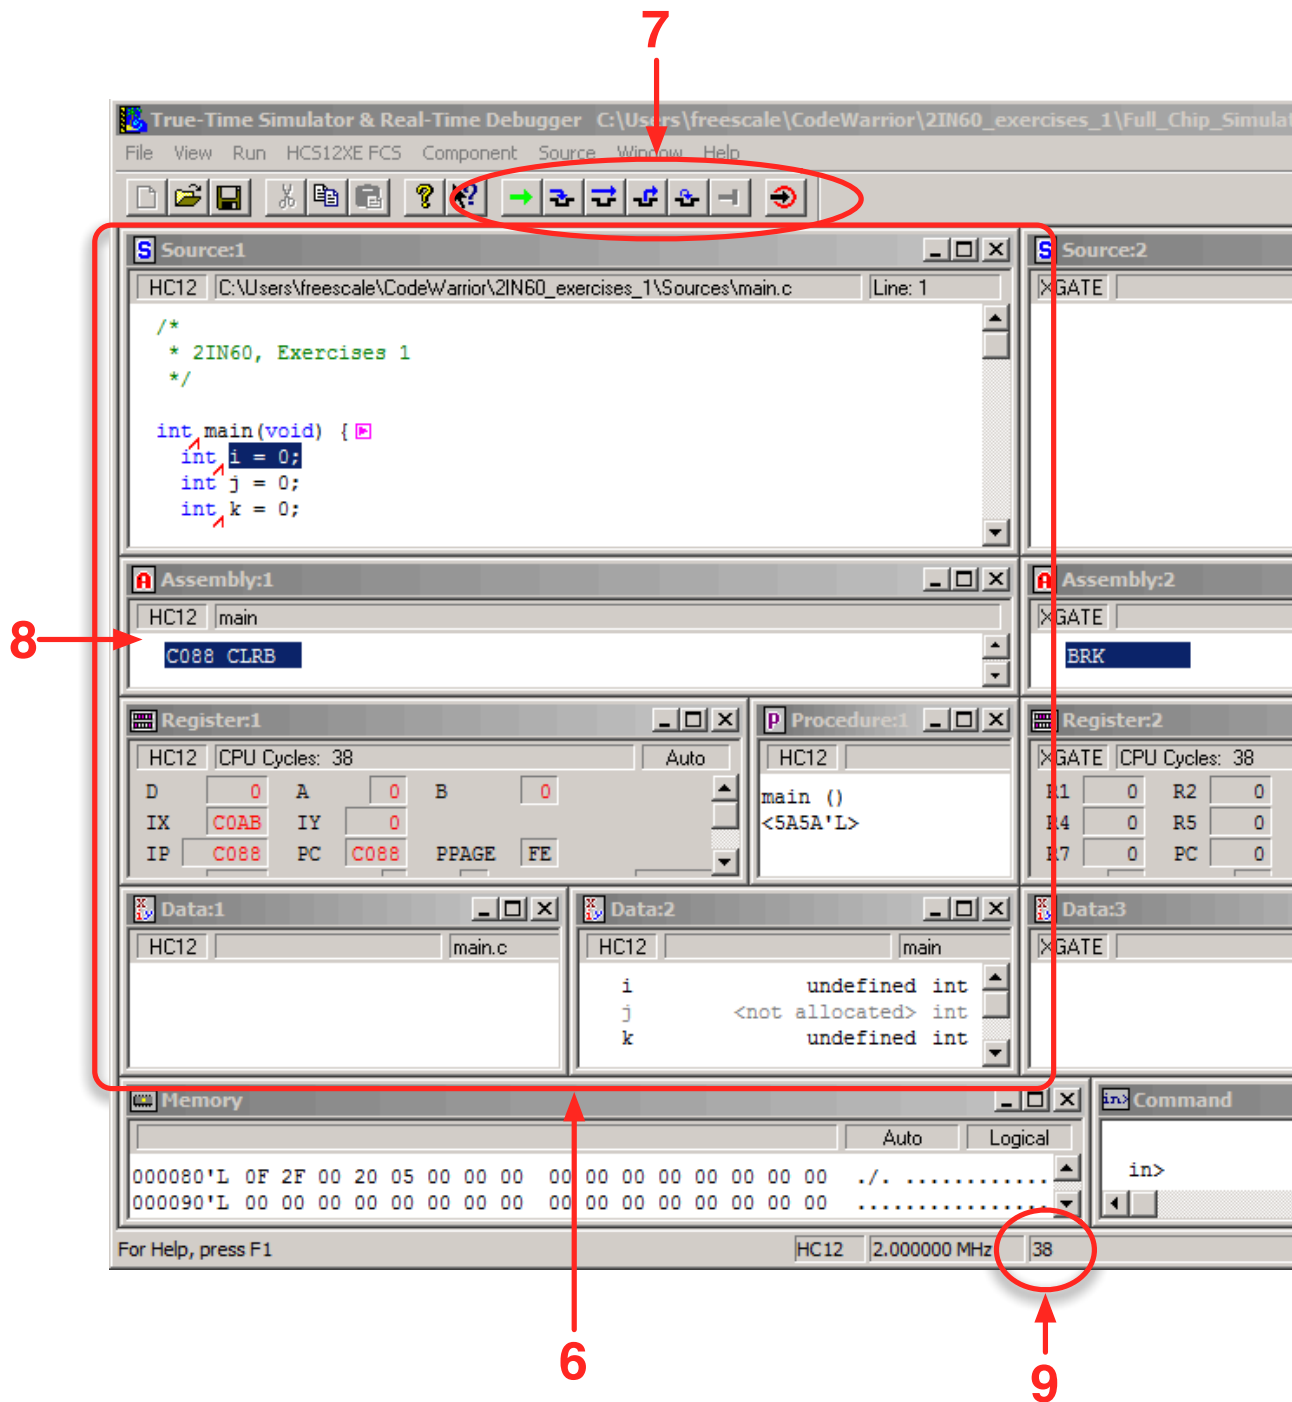 7
True-Time Simulator & Real-Time Debugger C:\Users\freescale\CodeWarrior\2IN60_exercises_1\Full_Chip_Simulat
File View Run HCS12XE FCS Component Source Window Help
Source:1
Source:2
HC12 C:\Users\freescale\CodeWarrior\2IN60_exercises_1\Sources\main.c Line: 1
XGATE
/*
* 2IN60, Exercises 1
*/
int main(void) {
int i = 0;
int j = 0;
int k = 0;
Assembly:1
Assembly:2
HC12 main
XGATE
8
C088 CLRB
BRK
Register:1
Procedure:1
Register:2
HC12 CPU Cycles: 38 Auto
HC12
XGATE CPU Cycles: 38
D 0 A 0 B 0
IX C0AB IY 0
IP C088 PC C088 PPAGE FE
main ()
<5A5A'L>
R1 0 R2 0
R4 0 R5 0
R7 0 PC 0
Data:1
Data:2
Data:3
HC12 main.c
HC12 main
XGATE
i undefined int
j <not allocated> int
k undefined int
Memory
Command
Auto Logical
000080'L 0F 2F 00 20 05 00 00 00 00 00 00 00 00 00 00 00 ./. ............
000090'L 00 00 00 00 00 00 00 00 00 00 00 00 00 00 00 00 ................
in>
For Help, press F1 HC12 2.000000 MHz 38
6
9